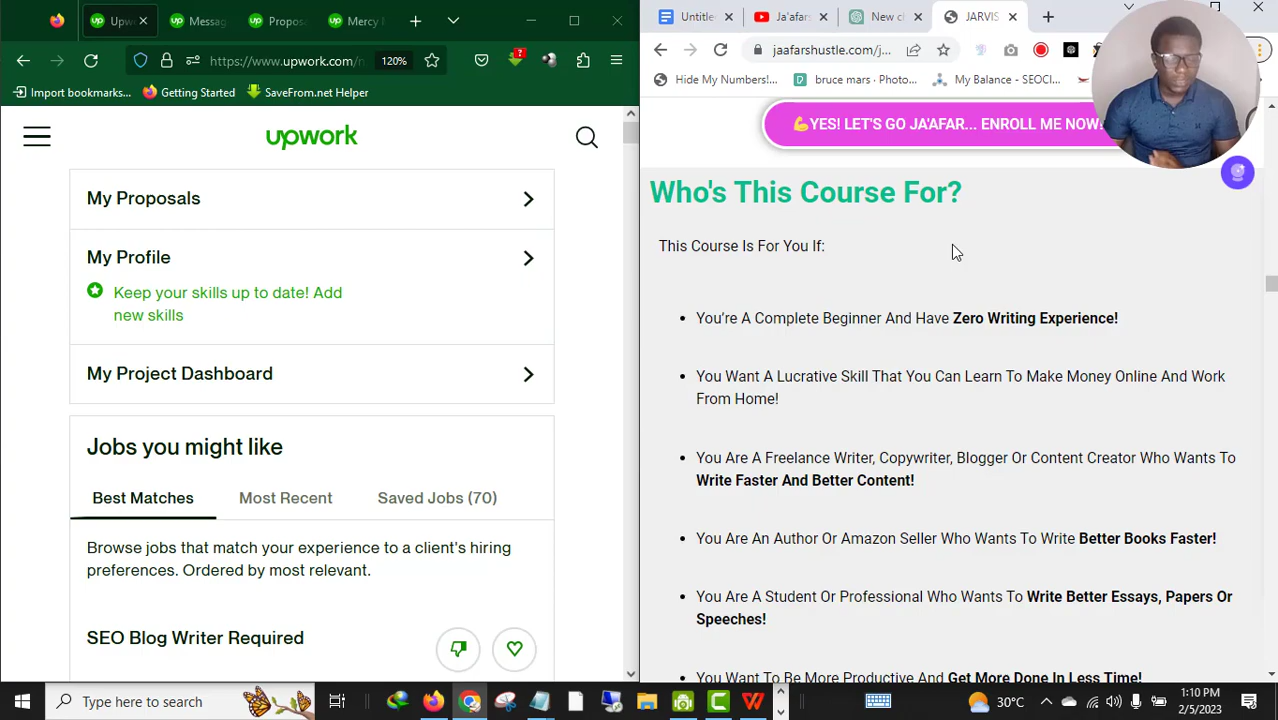 Upw
Messag
Propos
Mercy N
https://www.upwork.com/n
120%
Import bookmarks...
Getting Started
SaveFrom.net Helper
upwork
My Proposals
My Profile
Keep your skills up to date! Add
new skills
My Project Dashboard
Jobs you might like
Best Matches
Most Recent
Saved Jobs (70)
Browse jobs that match your experience to a client's hiring
preferences. Ordered by most relevant.
SEO Blog Writer Required
Untitle
Ja'afars
New ch
JARVIS
jaafarshustle.com/j...
Hide My Numbers!...
bruce mars · Photo...
My Balance - SEOCl...
💪YES! LET'S GO JA'AFAR... ENROLL ME NOW!
Who's This Course For?
This Course Is For You If:
• You're A Complete Beginner And Have Zero Writing Experience!
• You Want A Lucrative Skill That You Can Learn To Make Money Online And Work
From Home!
• You Are A Freelance Writer, Copywriter, Blogger Or Content Creator Who Wants To
Write Faster And Better Content!
• You Are An Author Or Amazon Seller Who Wants To Write Better Books Faster!
• You Are A Student Or Professional Who Wants To Write Better Essays, Papers Or
Speeches!
You Want To Be More Productive And Get More Done In Less Time!
Type here to search
30°C
1:10 PM
2/5/2023